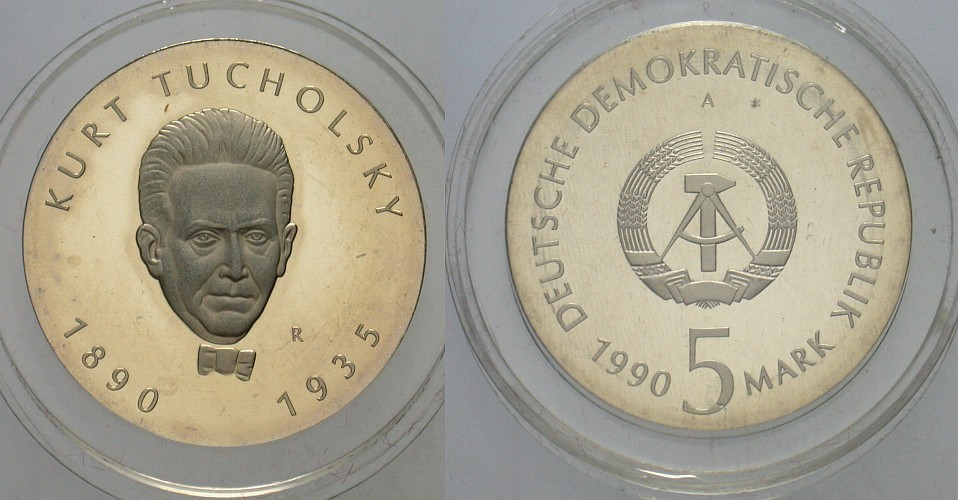 KURT TUCHOLSKY
R
1890 1935
DEUTSCHE DEMOKRATISCHE REPUBLIK
A
1990 5 MARK